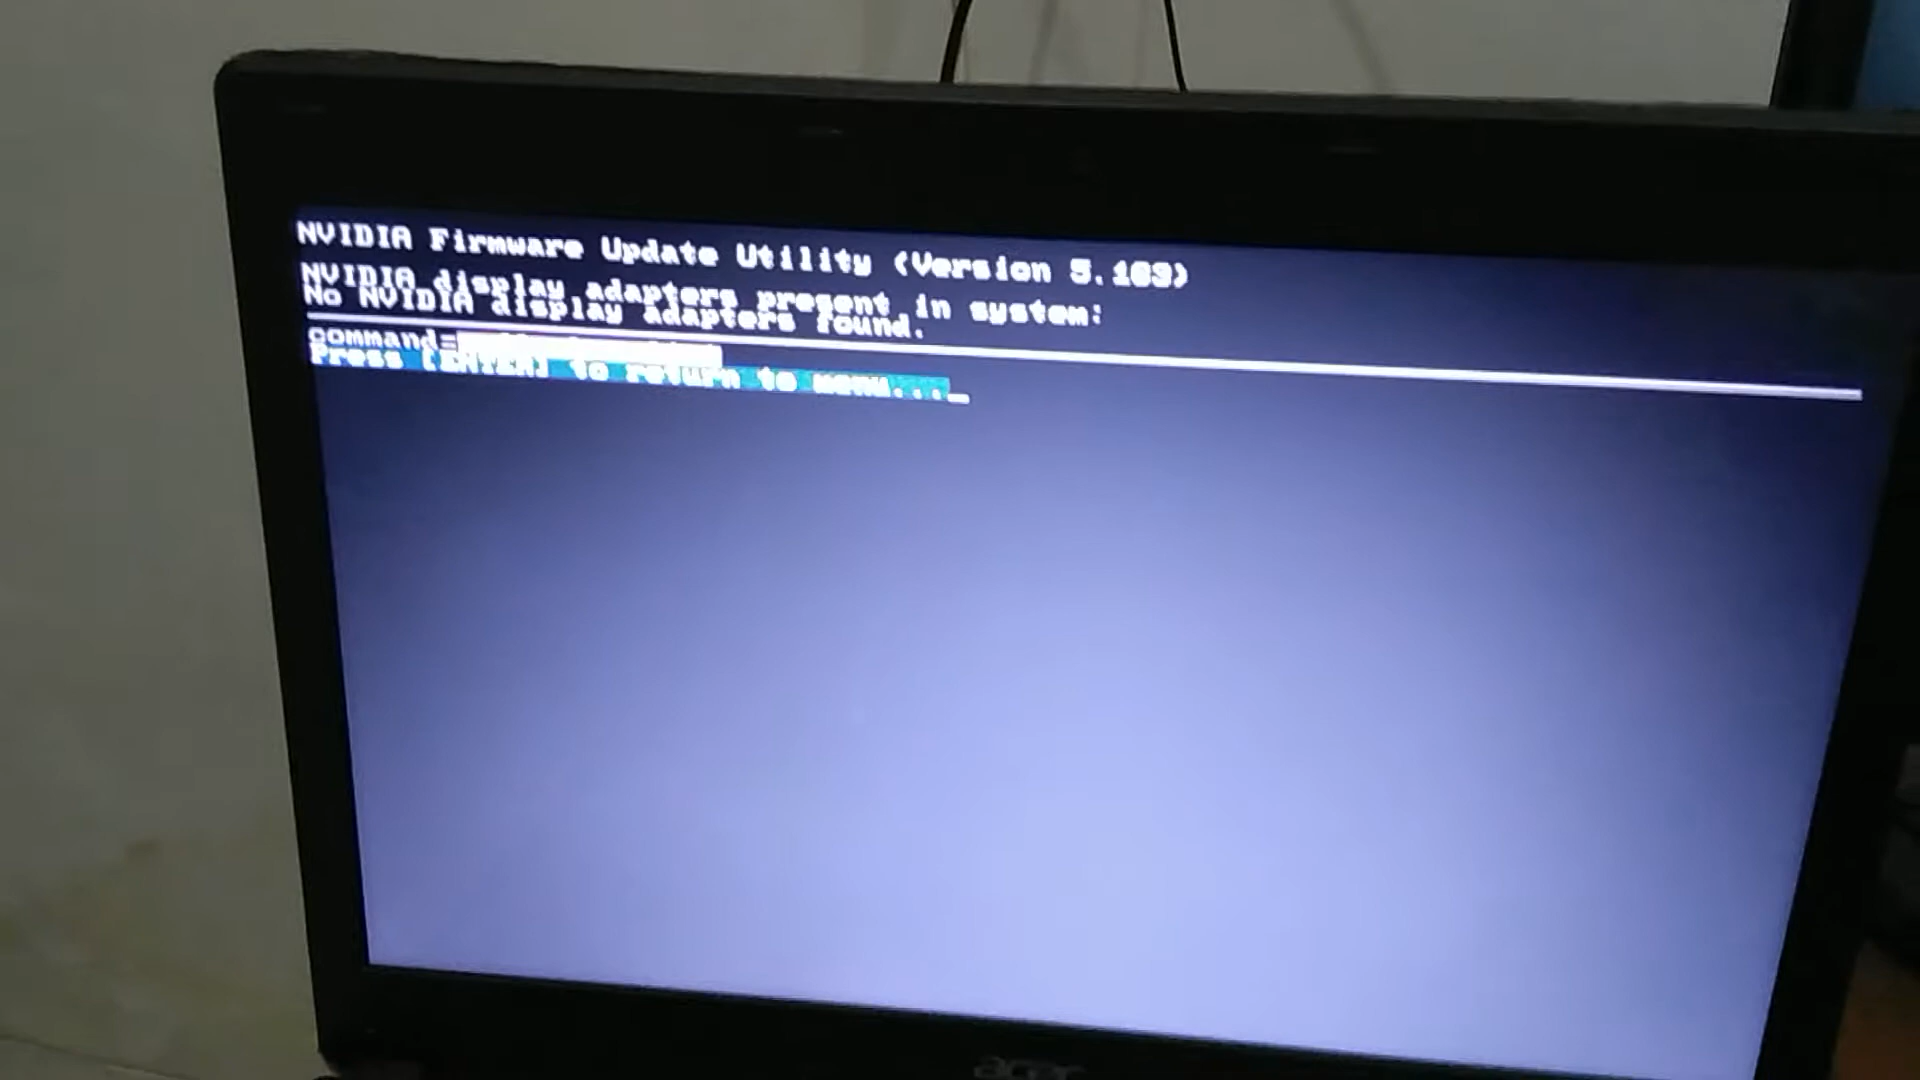 NVIDIA Firmware Update Utility (Version 5.103)
NVIDIA display adapters present in system:
No NVIDIA display adapters found.
command=
Press [ENTER] to return to menu..._
acer